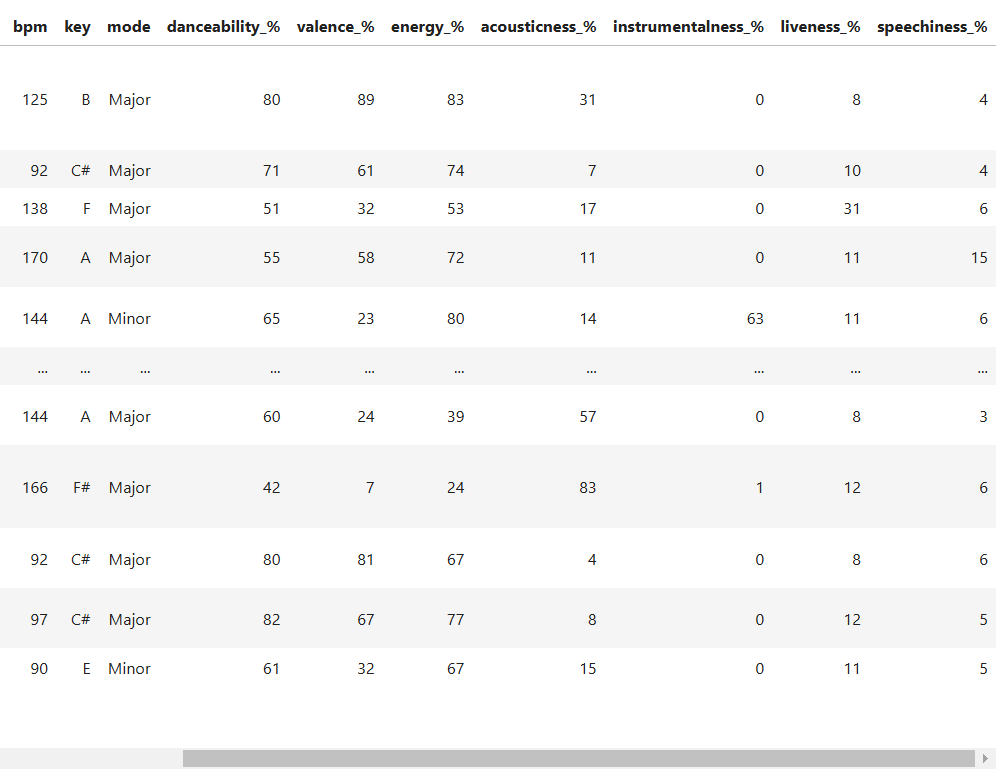 bpm key mode danceability_% valence_% energy_% acousticness_% instrumentalness_% liveness_% speechiness_%
125 B Major 80 89 83 31 0 8 4
92 C# Major 71 61 74 7 0 10 4
138 F Major 51 32 53 17 0 31 6
170 A Major 55 58 72 11 0 11 15
144 A Minor 65 23 80 14 63 11 6
... ... ... ... ... ... ... ... ... ...
144 A Major 60 24 39 57 0 8 3
166 F# Major 42 7 24 83 1 12 6
92 C# Major 80 81 67 4 0 8 6
97 C# Major 82 67 77 8 0 12 5
90 E Minor 61 32 67 15 0 11 5